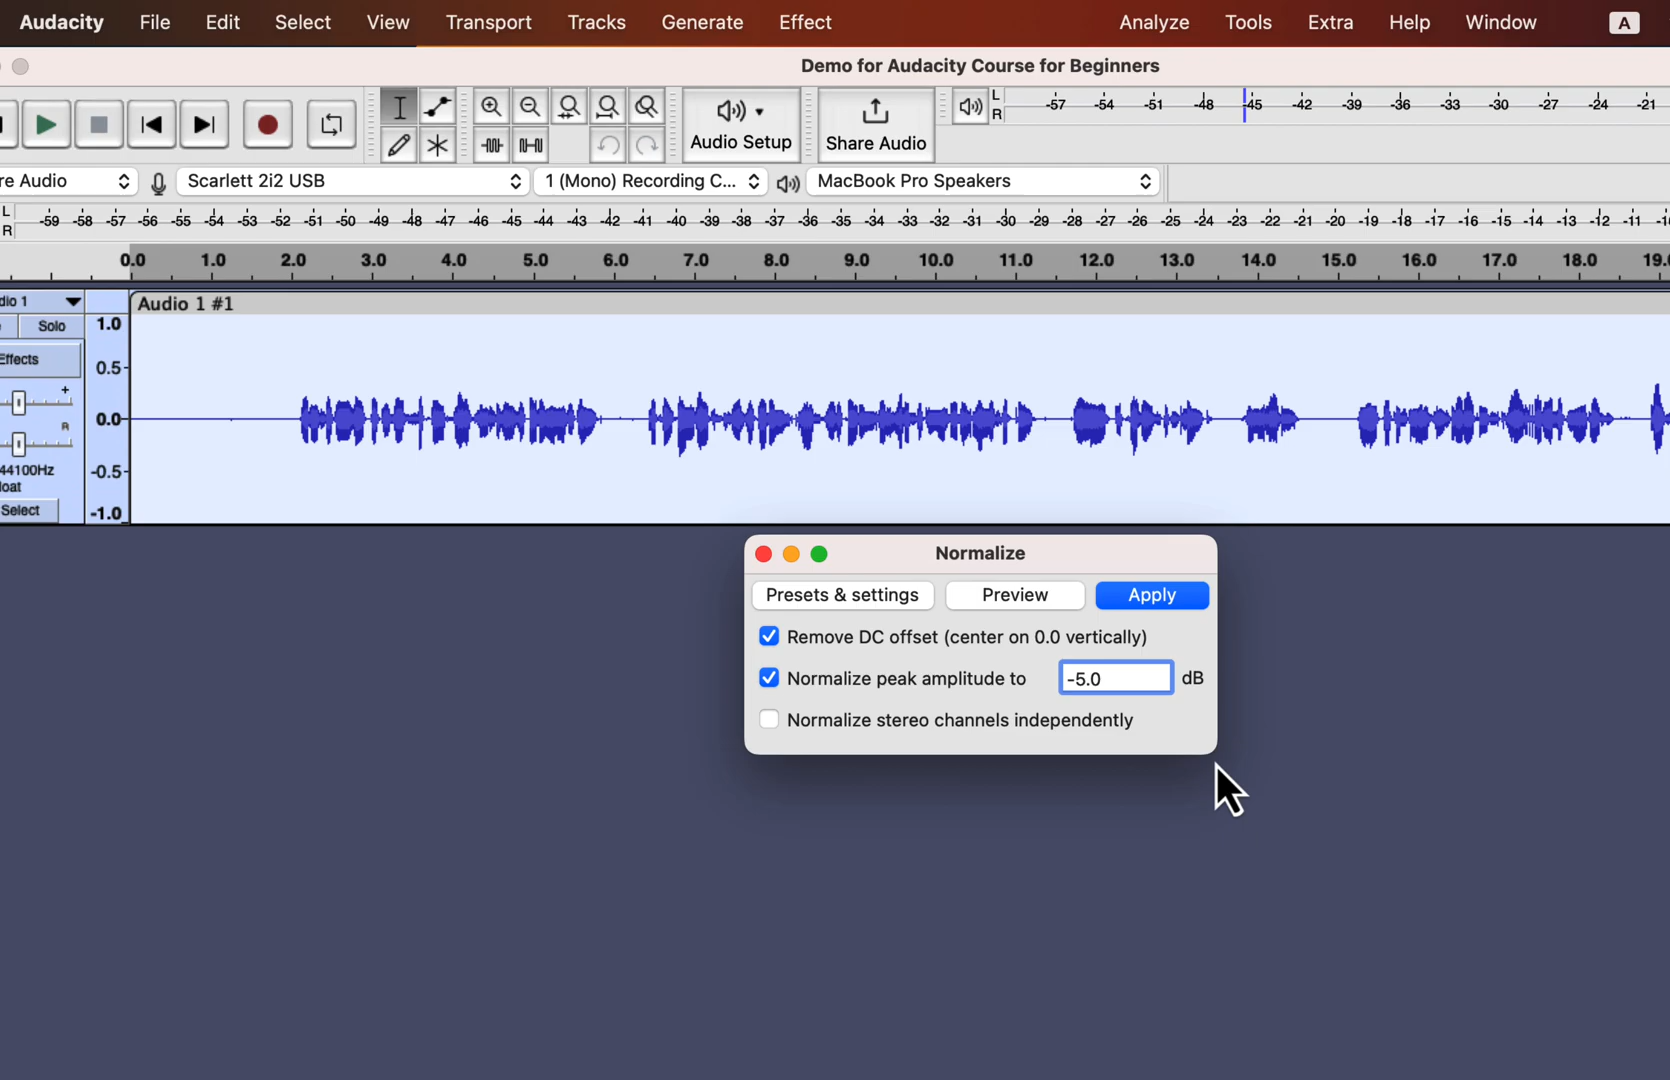 Audacity File Edit Select View Transport Tracks Generate Effect Analyze Tools Extra Help Window A
Demo for Audacity Course for Beginners
Audio Setup
Share Audio
L
R
-57 -54 -51 -48 -45 -42 -39 -36 -33 -30 -27 -24 -21
re Audio
Scarlett 2i2 USB
1 (Mono) Recording C...
MacBook Pro Speakers
L
R
-59 -58 -57 -56 -55 -54 -53 -52 -51 -50 -49 -48 -47 -46 -45 -44 -43 -42 -41 -40 -39 -38 -37 -36 -35 -34 -33 -32 -31 -30 -29 -28 -27 -26 -25 -24 -23 -22 -21 -20 -19 -18 -17 -16 -15 -14 -13 -12 -11
0.0 1.0 2.0 3.0 4.0 5.0 6.0 7.0 8.0 9.0 10.0 11.0 12.0 13.0 14.0 15.0 16.0 17.0 18.0 19.0
dio 1
Audio 1 #1
Solo
Effects
+
R
44100Hz
loat
Select
1.0
0.5
0.0
-0.5
-1.0
Normalize
Presets & settings
Preview
Apply
Remove DC offset (center on 0.0 vertically)
Normalize peak amplitude to -5.0 dB
Normalize stereo channels independently